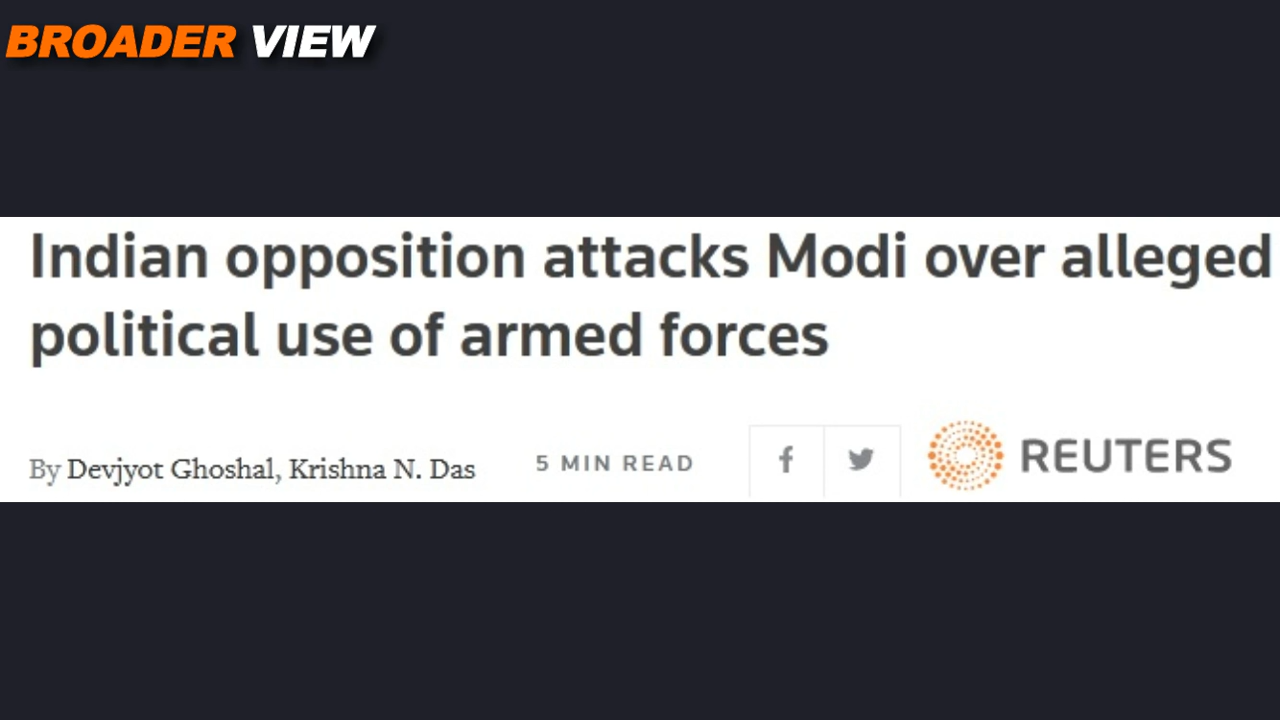 BROADER VIEW
Indian opposition attacks Modi over alleged
political use of armed forces
By Devjyot Ghoshal, Krishna N. Das 5 MIN READ f REUTERS